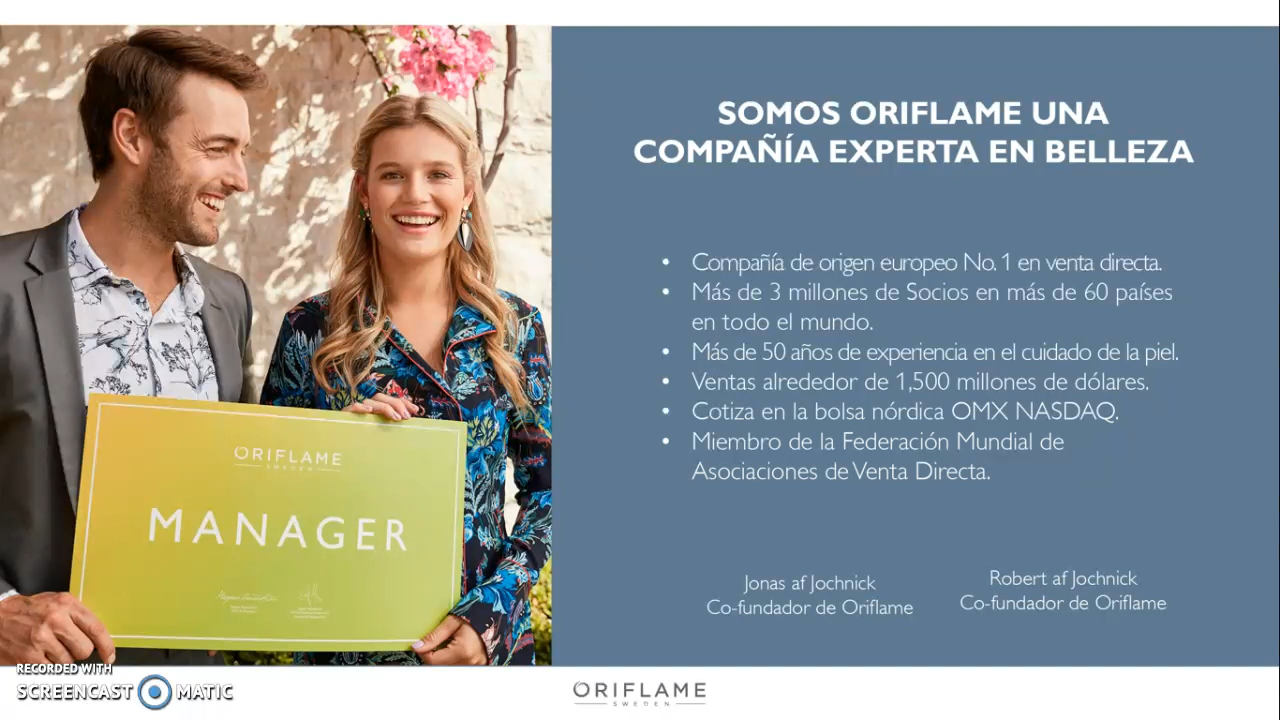 SOMOS ORIFLAME UNA
COMPAÑÍA EXPERTA EN BELLEZA
• Compañía de origen europeo No. 1 en venta directa.
• Más de 3 millones de Socios en más de 60 países
en todo el mundo.
• Más de 50 años de experiencia en el cuidado de la piel.
• Ventas alrededor de 1,500 millones de dólares.
• Cotiza en la bolsa nórdica OMX NASDAQ.
• Miembro de la Federación Mundial de
Asociaciones de Venta Directa.
Jonas af Jochnick
Co-fundador de Oriflame
Robert af Jochnick
Co-fundador de Oriflame
ORIFLAME
SWEDEN
MANAGER
RECORDED WITH
SCREENCAST MATIC
ORIFLAME
SWEDEN